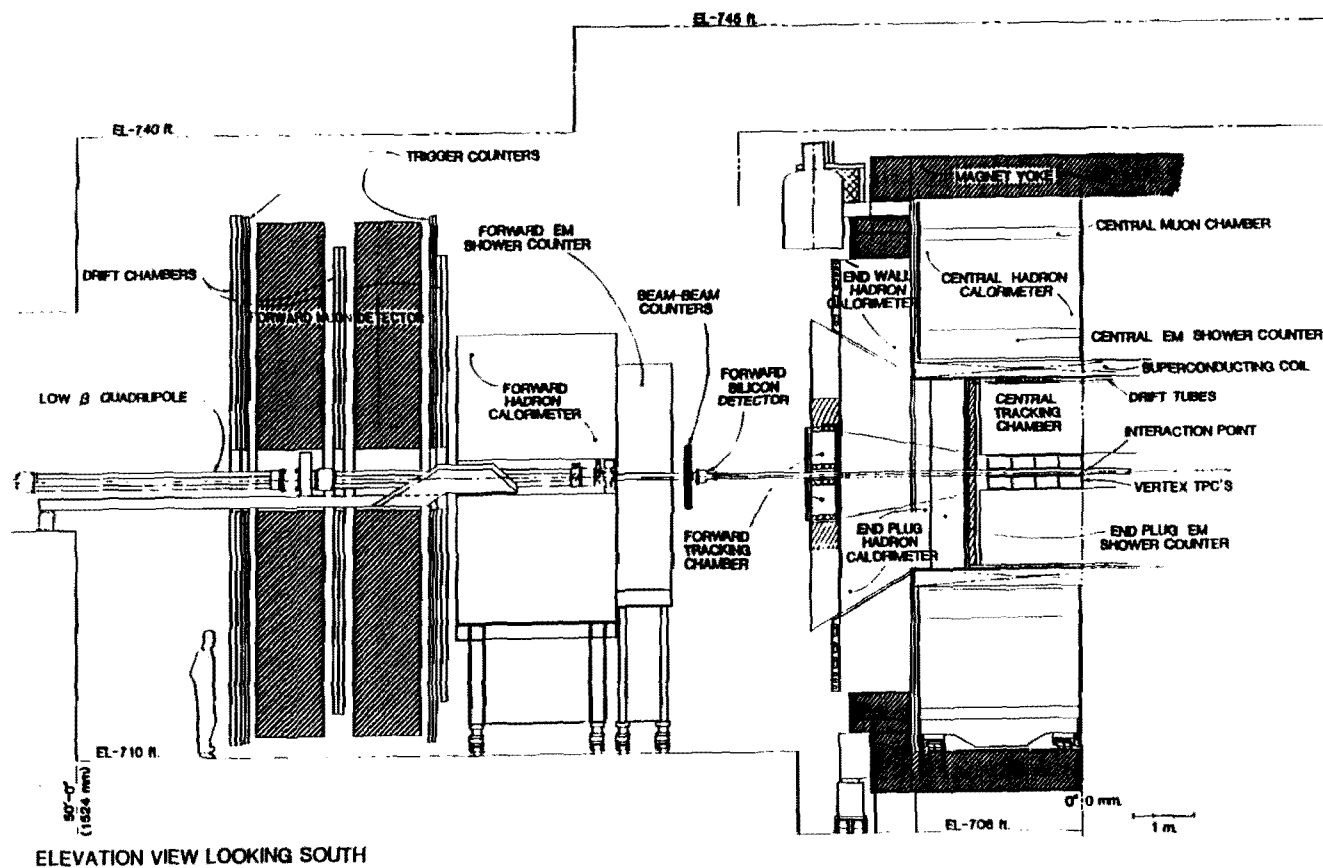 EL-745 ft.
EL-740 ft.
TRIGGER COUNTERS
MAGNET YOKE
FORWARD EM
SHOWER COUNTER
CENTRAL MUON CHAMBER
DRIFT CHAMBERS
FORWARD MUON DETECTOR
BEAM-BEAM
COUNTERS
END WALL
HADRON
CALORIMETER
CENTRAL HADRON
CALORIMETER
CENTRAL EM SHOWER COUNTER
SUPERCONDUCTING COIL
LOW β QUADRUPOLE
FORWARD
HADRON
CALORIMETER
FORWARD
SILICON
DETECTOR
DRIFT TUBES
CENTRAL
TRACKING
CHAMBER
INTERACTION POINT
VERTEX TPC'S
FORWARD
TRACKING
CHAMBER
END PLUG
HADRON
CALORIMETER
END PLUG EM
SHOWER COUNTER
EL-710 ft.
50'-0"
(1524 mm)
0" 0 mm.
EL-706 ft.
1 m.
ELEVATION VIEW LOOKING SOUTH